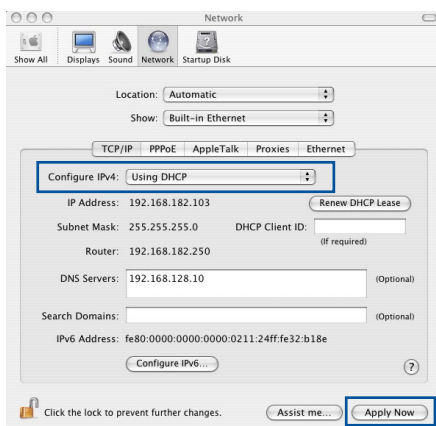 Network
Show All Displays Sound Network Startup Disk
Location: Automatic
Show: Built-in Ethernet
TCP/IP PPPoE AppleTalk Proxies Ethernet
Configure IPv4: Using DHCP
IP Address: 192.168.182.103 Renew DHCP Lease
Subnet Mask: 255.255.255.0 DHCP Client ID:
(If required)
Router: 192.168.182.250
DNS Servers: 192.168.128.10 (Optional)
Search Domains: (Optional)
IPv6 Address: fe80:0000:0000:0000:0211:24ff:fe32:b18e
Configure IPv6... ?
Click the lock to prevent further changes. Assist me... Apply Now